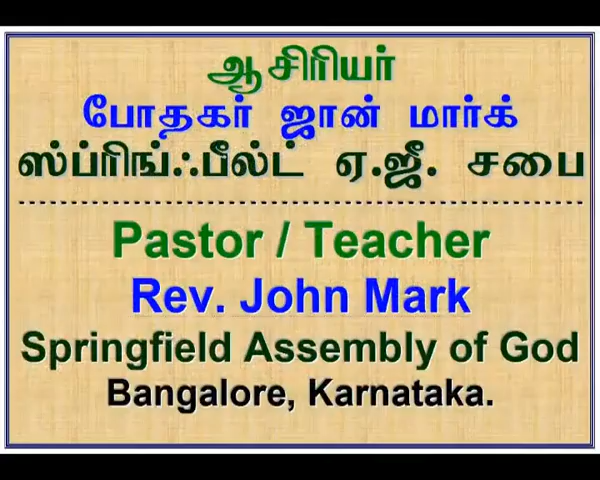 ஆசிரியர்
போதகர் ஜான் மார்க்
ஸ்ப்ரிங்ஃபீல்ட் ஏ.ஜீ. சபை
Pastor / Teacher
Rev. John Mark
Springfield Assembly of God
Bangalore, Karnataka.